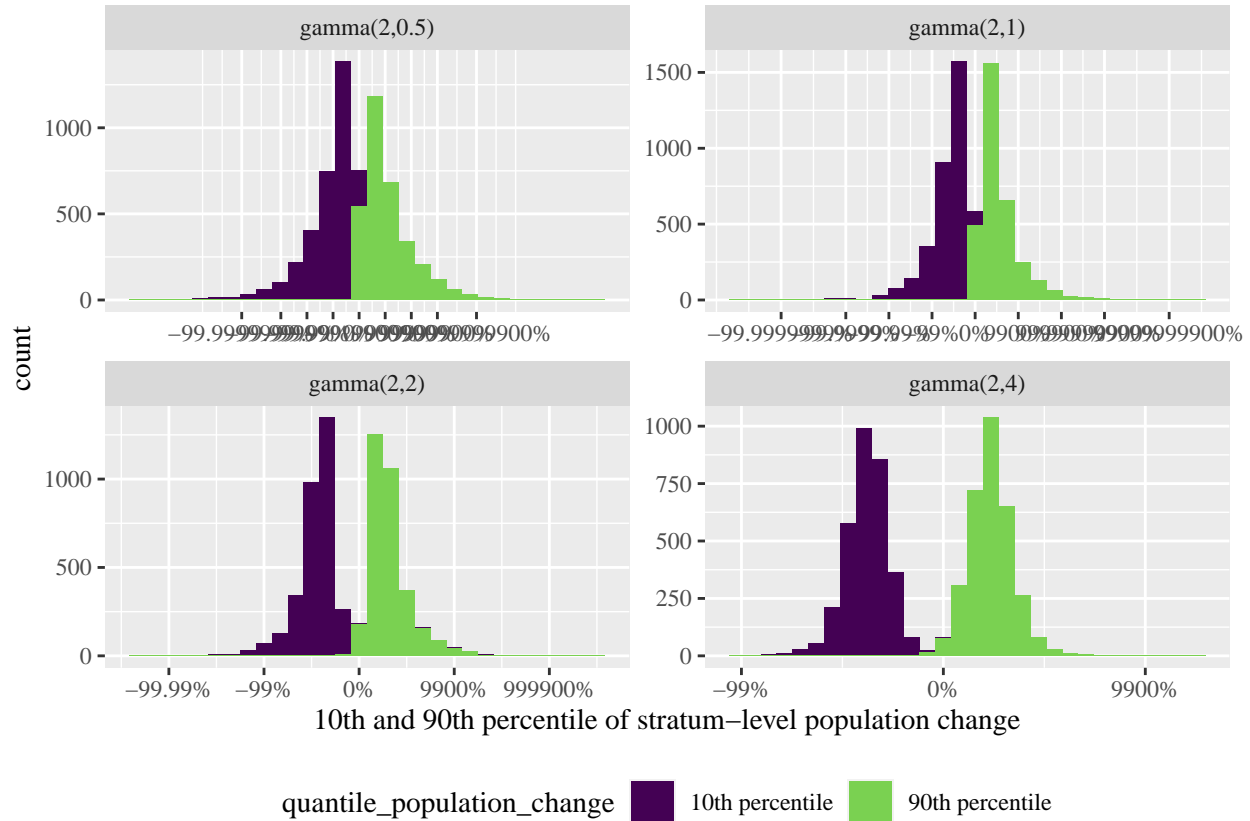 gamma(2,0.5)
gamma(2,1)
1000
500
0
1500
1000
500
0
0%
9900%
gamma(2,2)
gamma(2,4)
count
1000
500
0
1000
750
500
250
0
−99.99%
−99%
0%
9900%
999900%
−99%
0%
9900%
10th and 90th percentile of stratum−level population change
quantile_population_change
10th percentile
90th percentile